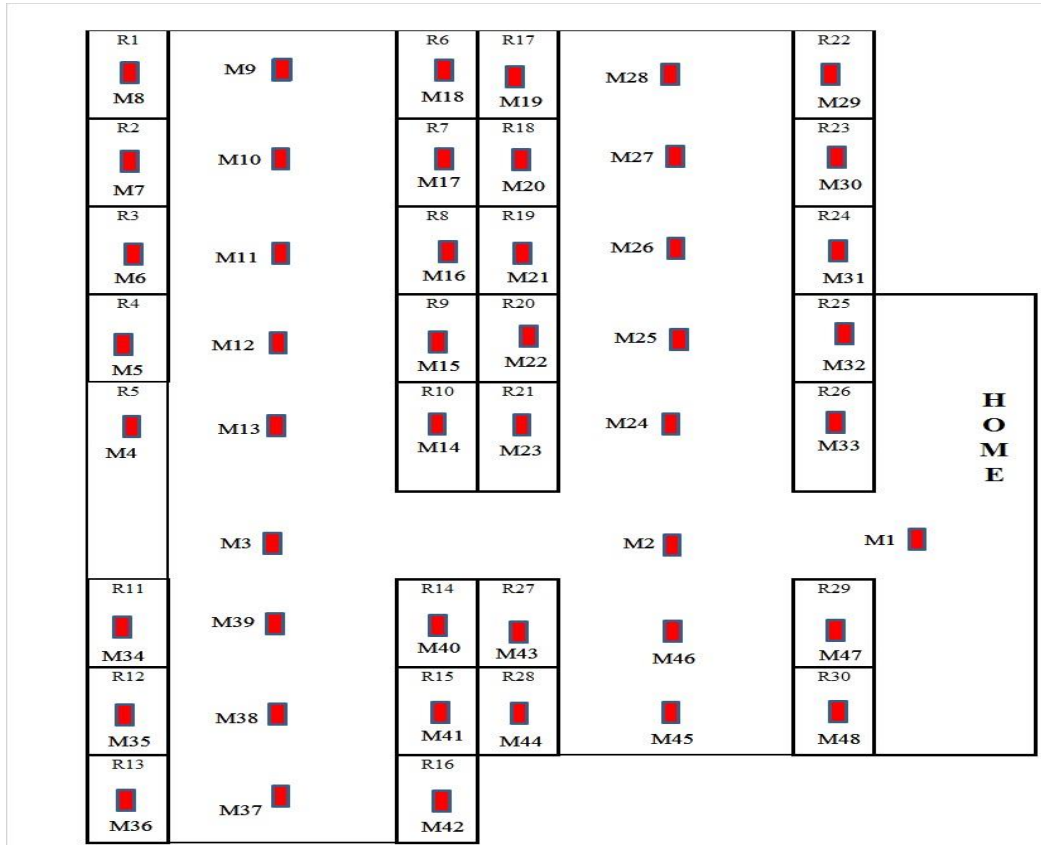 R1 R6 R17 R22
M9 M28
M8 M18 M19 M29
R2 R7 R18 R23
M10 M27
M7 M17 M20 M30
R3 R8 R19 R24
M11 M26
M6 M16 M21 M31
R4 R9 R20 R25
M12 M25
M5 M15 M22 M32
R5 R10 R21 R26
M13 M24
M4 M14 M23 M33
H
O
M
E
M3 M2 M1
R11 R14 R27 R29
M39
M34 M40 M43 M46 M47
R12 R15 R28 R30
M38
M35 M41 M44 M45 M48
R13 R16
M37
M36 M42